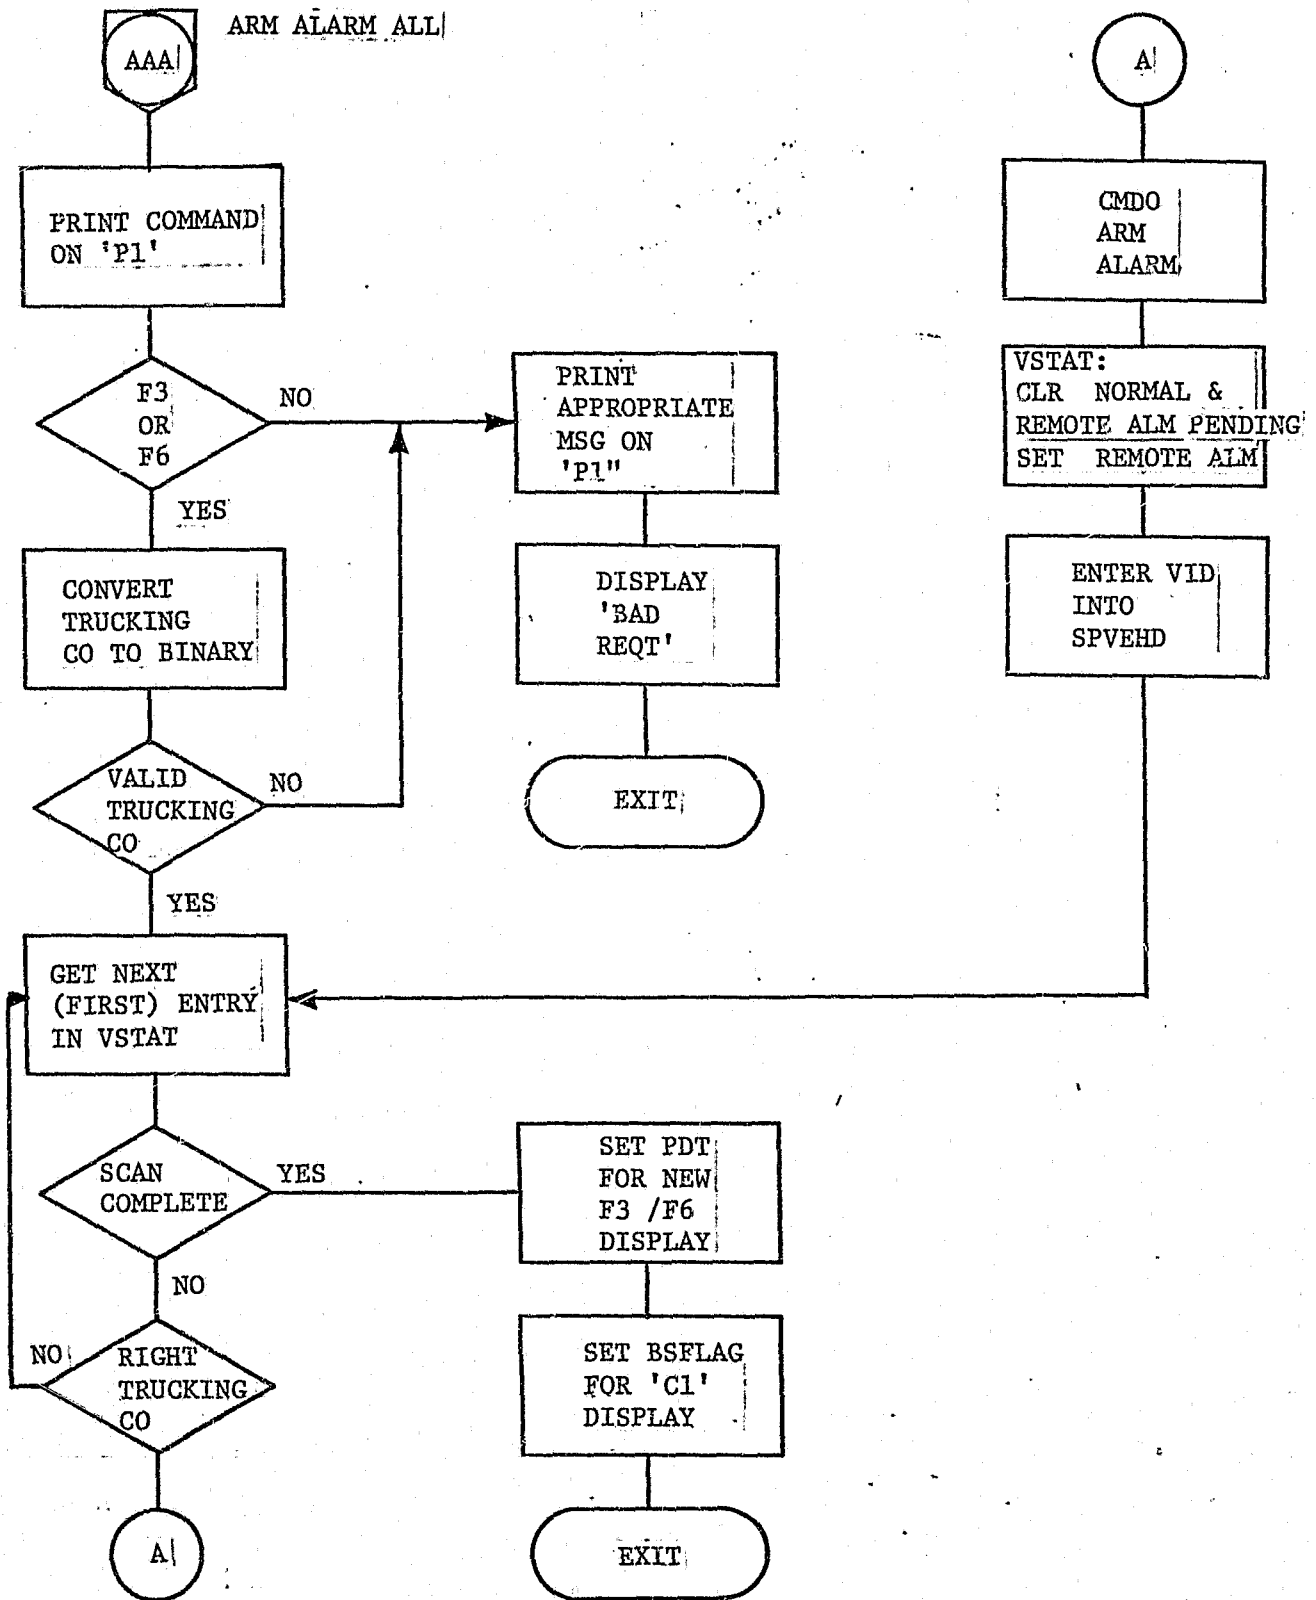 AAA
ARM ALARM ALL
PRINT COMMAND
ON 'P1'
F3
OR
F6
NO
YES
CONVERT
TRUCKING
CO TO BINARY
VALID
TRUCKING
CO
NO
YES
GET NEXT
(FIRST) ENTRY
IN VSTAT
SCAN
COMPLETE
YES
NO
RIGHT
TRUCKING
CO
NO
A
PRINT
APPROPRIATE
MSG ON
'P1"
DISPLAY
'BAD
REQT'
EXIT
SET PDT
FOR NEW
F3 /F6
DISPLAY
SET BSFLAG
FOR 'C1'
DISPLAY
EXIT
A
CMDO
ARM
ALARM
VSTAT:
CLR NORMAL &
REMOTE ALM PENDING
SET REMOTE ALM
ENTER VID
INTO
SPVEHD